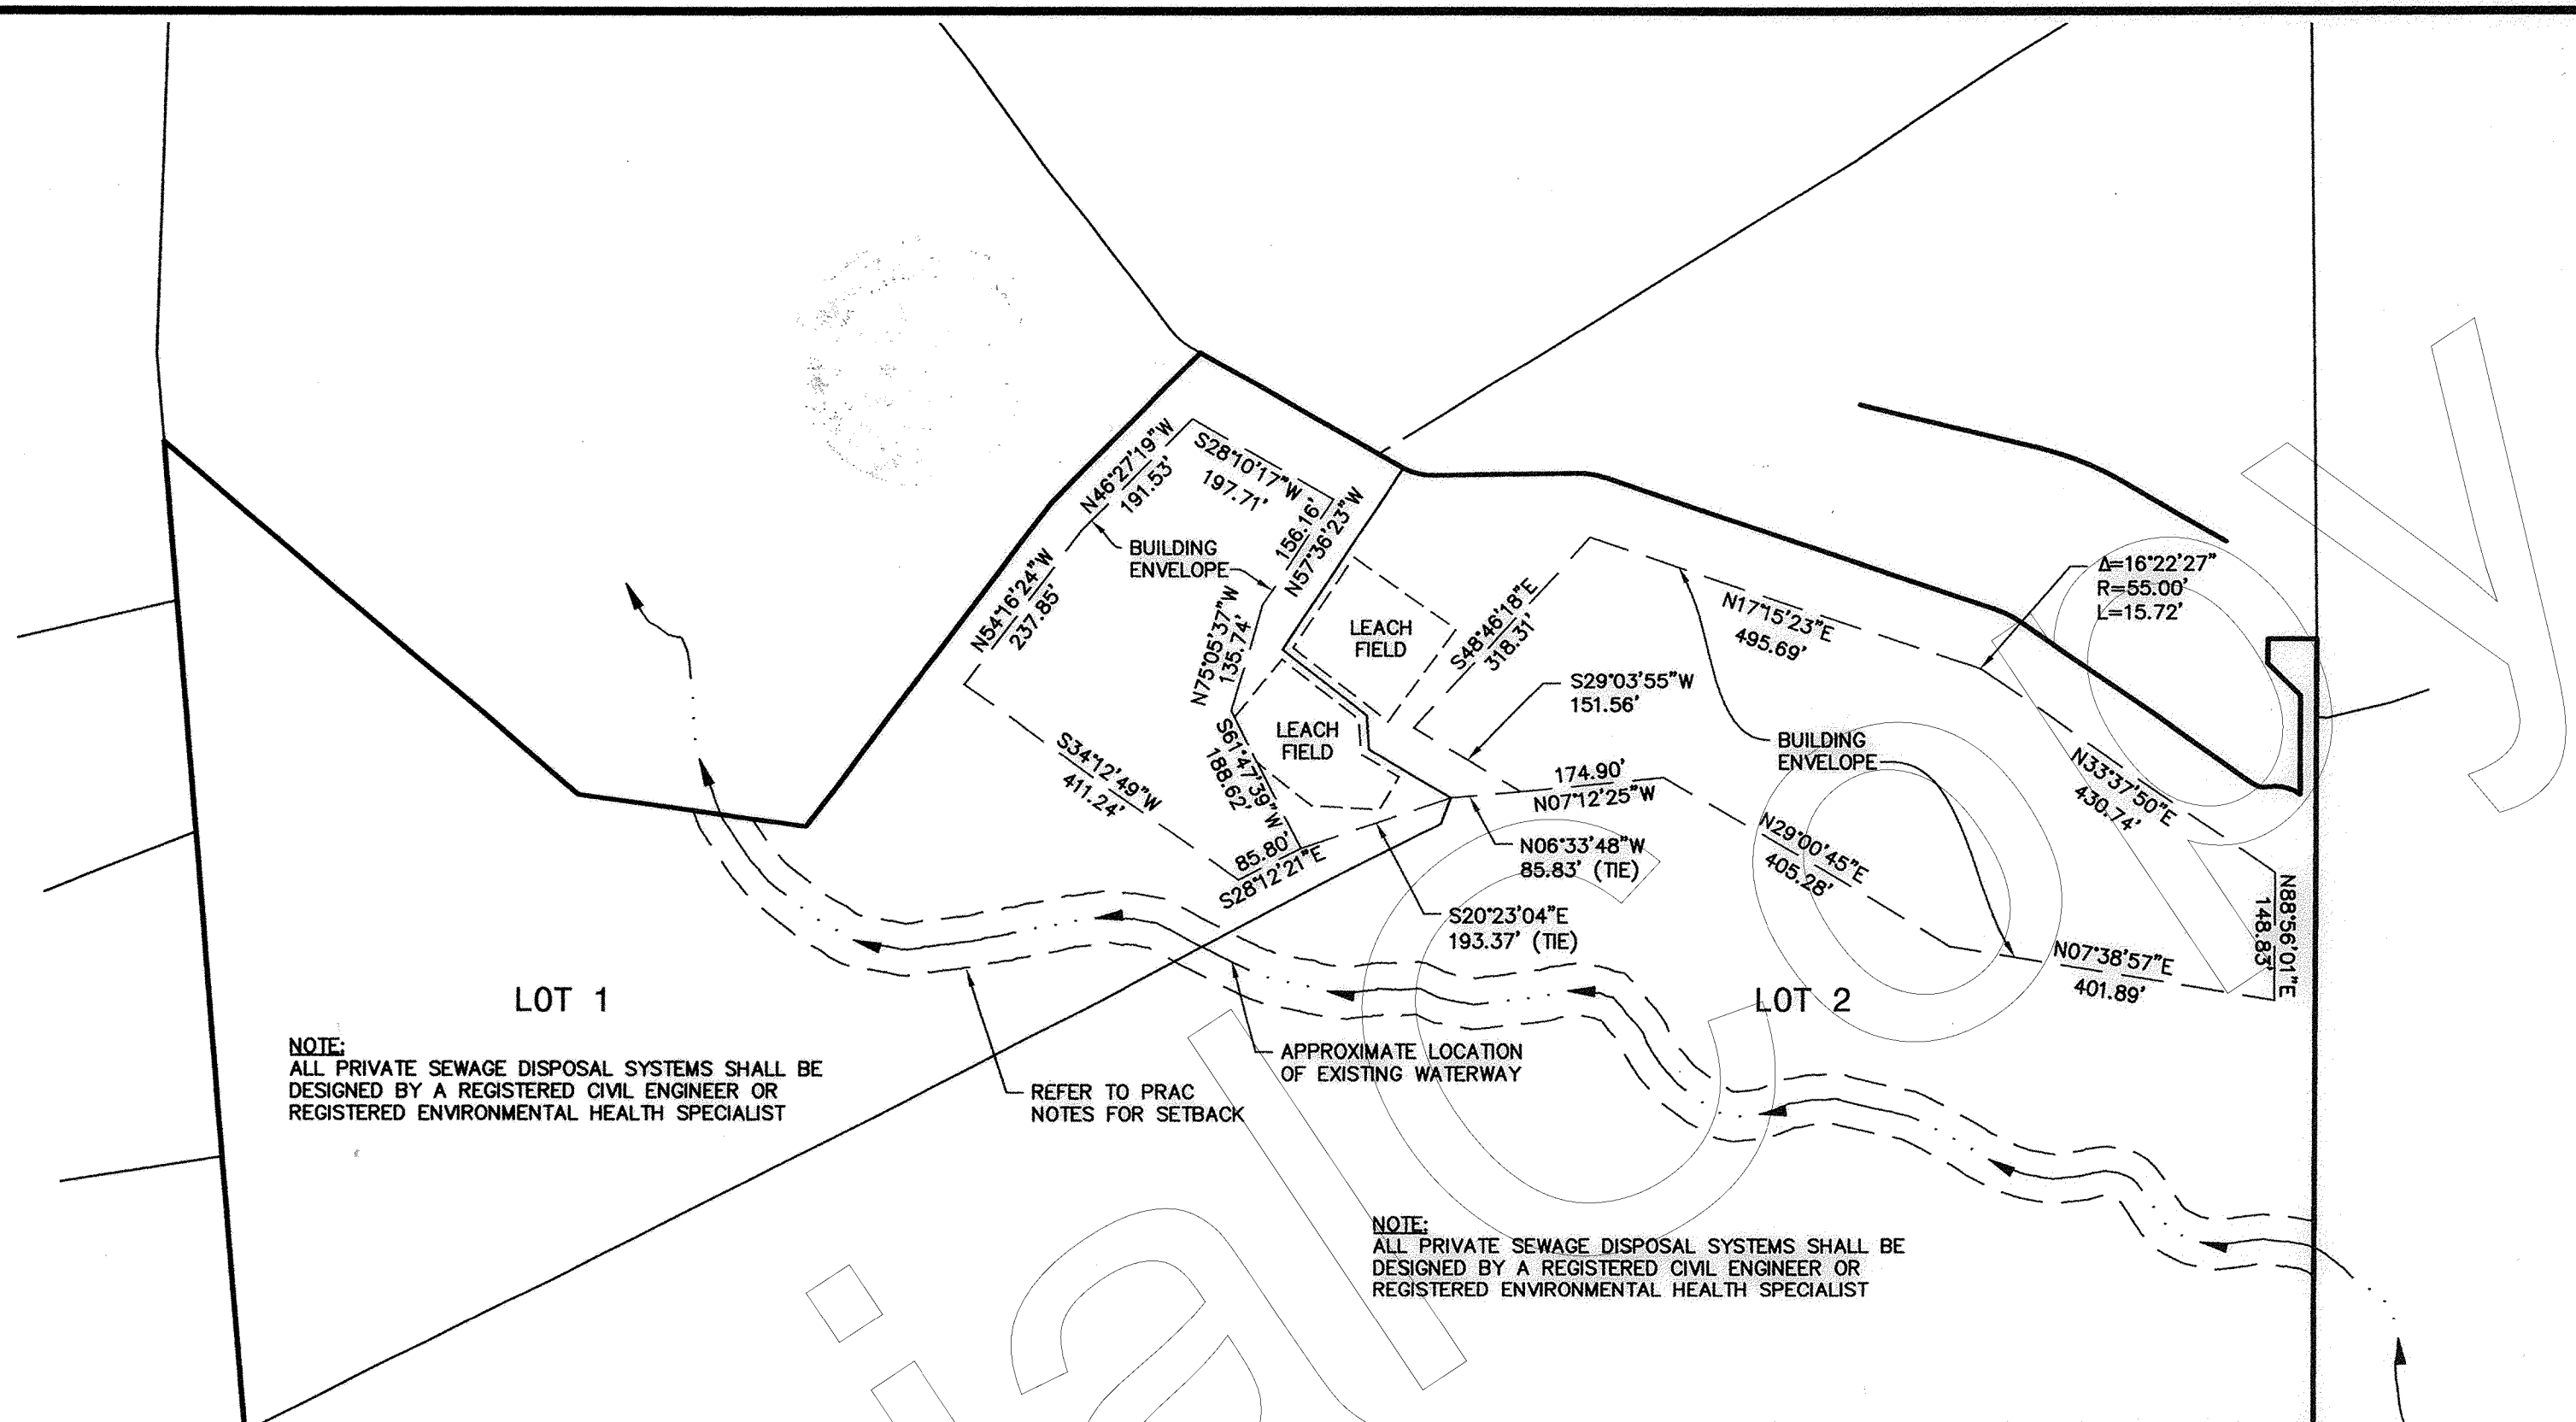 N46°27'19"W
191.53'
S28°10'17"W
197.71'
156.16'
N57°36'23"W
BUILDING
ENVELOPE
N54°16'24"W
237.85'
N75°05'37"W
135.74'
LEACH
FIELD
S48°46'18"E
318.31'
N17°15'23"E
495.69'
Δ=16°22'27"
R=55.00'
L=15.72'
S29°03'55"W
151.56'
LEACH
FIELD
S61°47'39"W
188.62'
S34°12'49"W
411.24'
BUILDING
ENVELOPE
174.90'
N07°12'25"W
N33°37'50"E
430.74'
N29°00'45"E
405.28'
N06°33'48"W
85.83' (TIE)
85.80'
S28°12'21"E
S20°23'04"E
193.37' (TIE)
N88°56'01"E
148.83'
N07°38'57"E
401.89'
LOT 1
NOTE:
ALL PRIVATE SEWAGE DISPOSAL SYSTEMS SHALL BE
DESIGNED BY A REGISTERED CIVIL ENGINEER OR
REGISTERED ENVIRONMENTAL HEALTH SPECIALIST
LOT 2
APPROXIMATE LOCATION
OF EXISTING WATERWAY
REFER TO PRAC
NOTES FOR SETBACK
NOTE:
ALL PRIVATE SEWAGE DISPOSAL SYSTEMS SHALL BE
DESIGNED BY A REGISTERED CIVIL ENGINEER OR
REGISTERED ENVIRONMENTAL HEALTH SPECIALIST
ial Copy